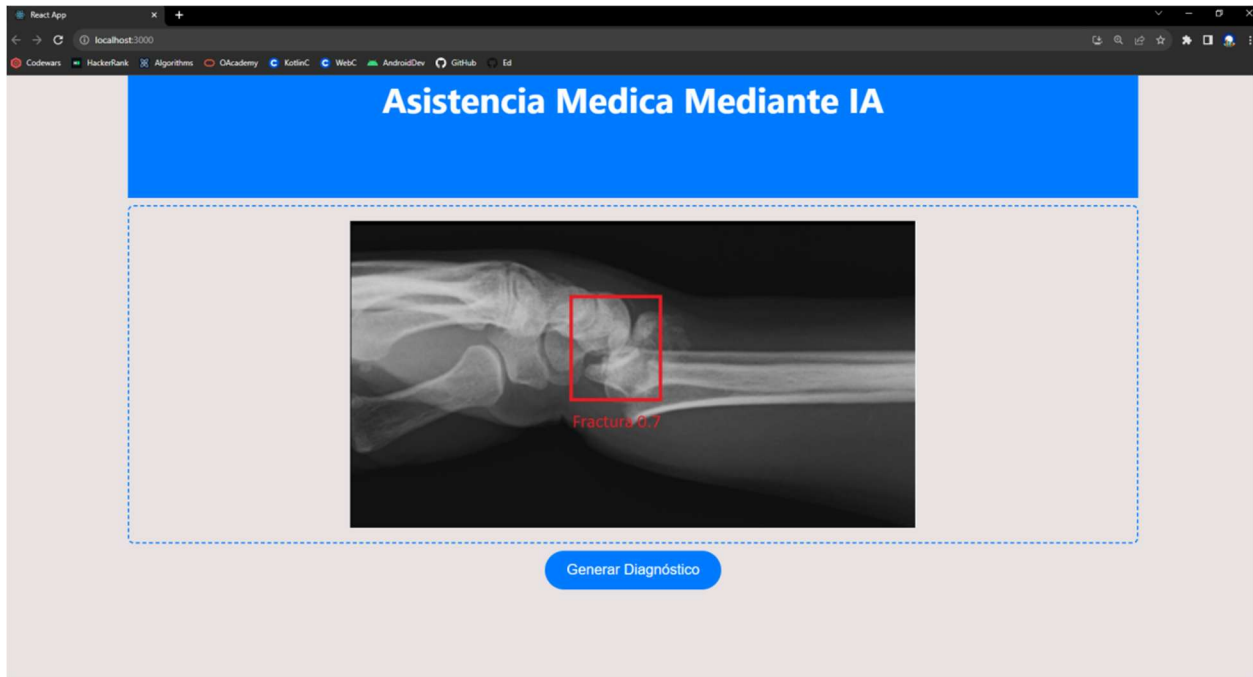 React App
localhost:3000
Codewars HackerRank Algorithms OAcademy KotlinC WebC AndroidDev GitHub Ed
Asistencia Medica Mediante IA
Fractura 0.7
Generar Diagnóstico